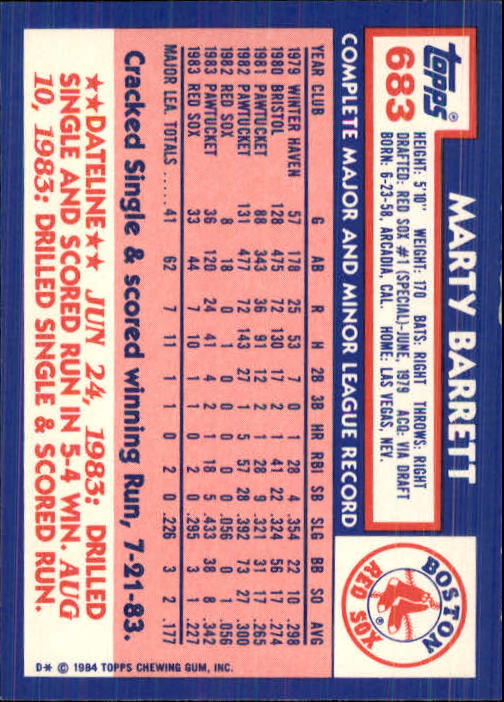 topps®
683
MARTY BARRETT
HEIGHT: 5'10" WEIGHT: 170 BATS: RIGHT THROWS: RIGHT
DRAFTED: RED SOX #1 (SPECIAL)-JUNE, 1979 ACQ: VIA DRAFT
BORN: 6-23-58, ARCADIA, CAL. HOME: LAS VEGAS, NEV.
BOSTON
RED SOX
COMPLETE MAJOR AND MINOR LEAGUE RECORD
YEAR CLUB G AB R H 2B 3B HR RBI SB SLG BB SO AVG
1979 WINTER HAVEN 57 178 25 53 7 0 1 28 4 .354 22 10 .298
1980 BRISTOL 128 475 72 130 17 2 1 41 22 .324 56 17 .274
1981 PAWTUCKET 88 343 36 91 12 2 1 28 9 .321 31 17 .265
1982 PAWTUCKET 131 477 72 143 27 1 5 57 28 .392 73 27 .300
1982 RED SOX 8 18 0 1 0 0 0 0 0 .056 0 1 .056
1983 PAWTUCKET 36 120 24 41 4 2 1 18 5 .433 38 8 .342
1983 RED SOX 33 44 7 10 1 1 0 2 0 .295 3 1 .227
MAJOR LEA. TOTALS 41 62 7 11 1 1 0 2 0 .226 3 2 .177
Cracked Single & scored winning Run, 7-21-83.
★★DATELINE★★ JUN 24, 1983: DRILLED
SINGLE AND SCORED RUN IN 5-4 WIN. AUG
10, 1983: DRILLED SINGLE & SCORED RUN.
D* © 1984 TOPPS CHEWING GUM, INC.